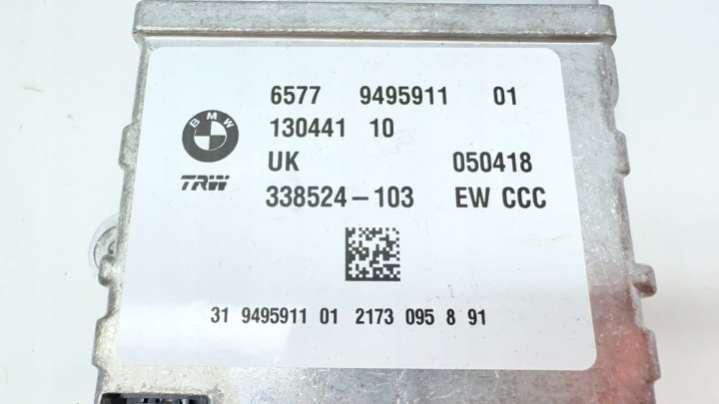 6577 9495911 01
BMW
130441 10
UK 050418
TRW
338524-103 EW CCC
31 9495911 01 2173 095 8 91